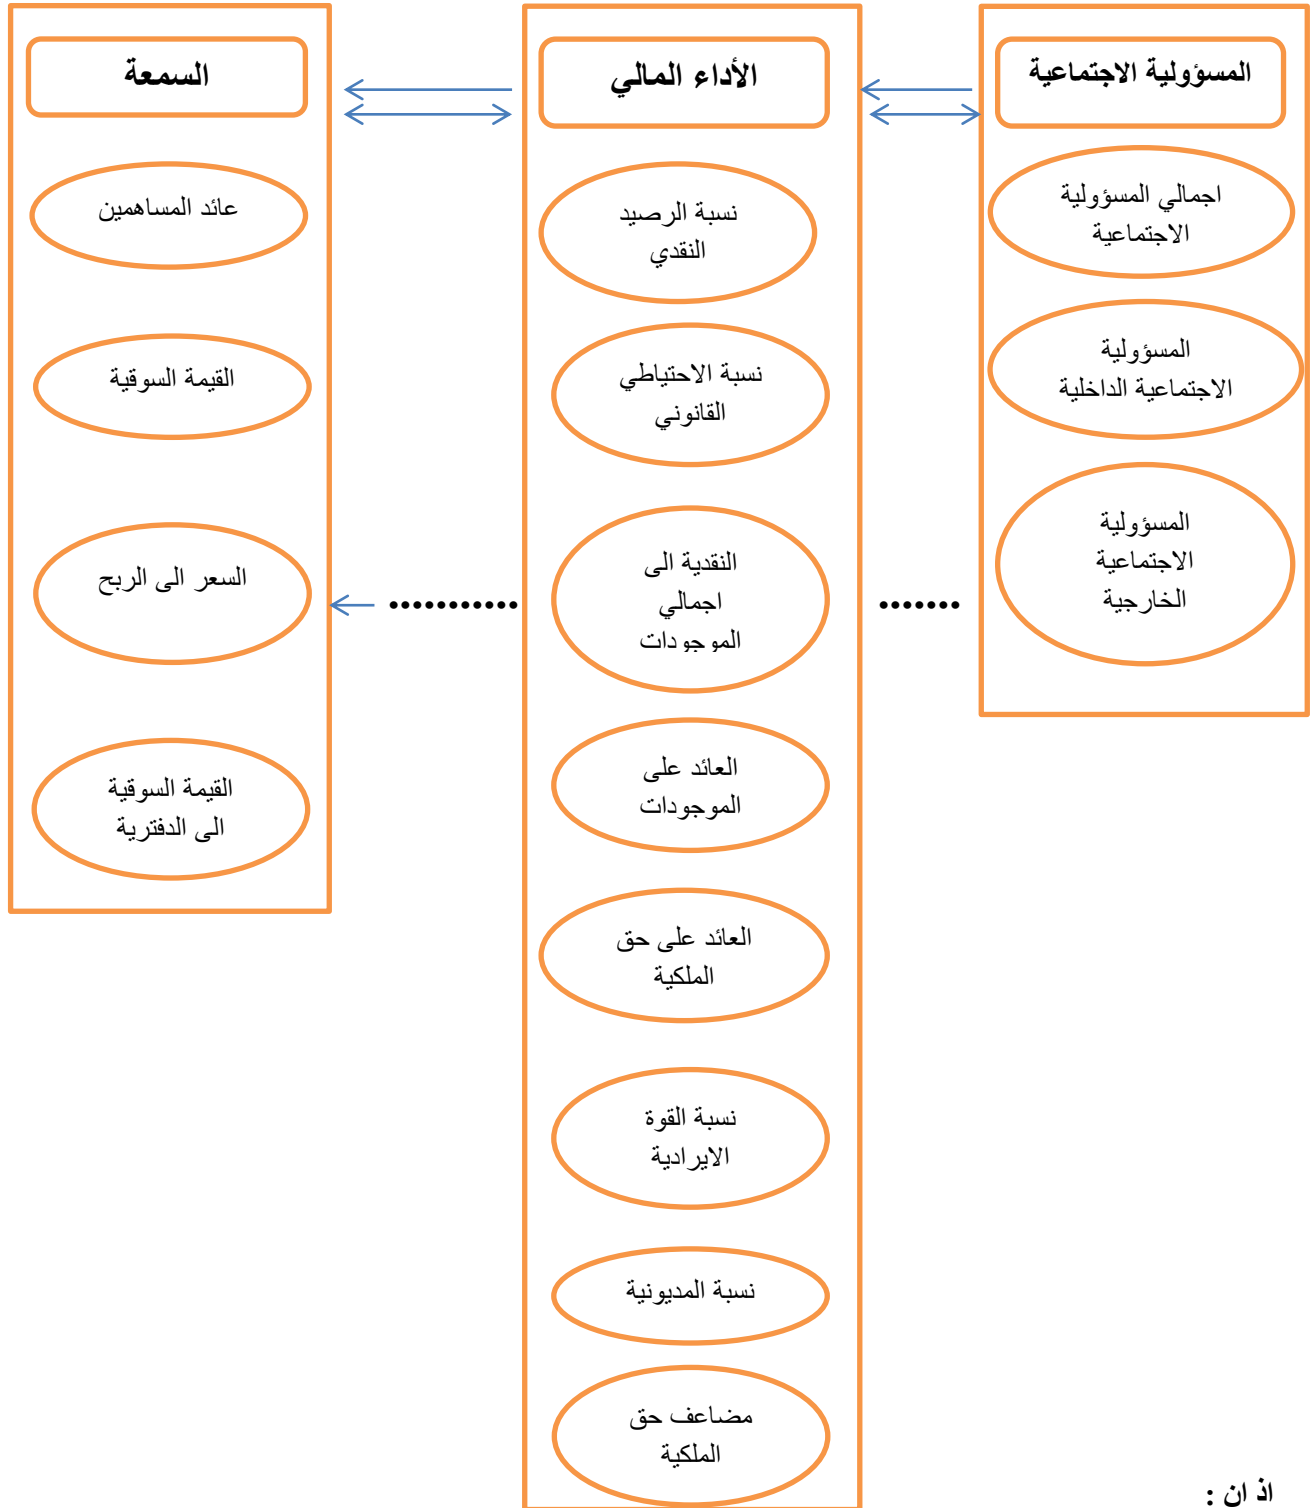 المسؤولية الاجتماعية
اجمالي المسؤولية
الاجتماعية
المسؤولية
الاجتماعية الداخلية
المسؤولية
الاجتماعية
الخارجية
الأداء المالي
نسبة الرصيد
النقدي
نسبة الاحتياطي
القانوني
النقدية الى
اجمالي
الموجودات
العائد على
الموجودات
العائد على حق
الملكية
نسبة القوة
الايرادية
نسبة المديونية
مضاعف حق
الملكية
السمعة
عائد المساهمين
القيمة السوقية
السعر الى الربح
القيمة السوقية
الى الدفترية
اذ ان :